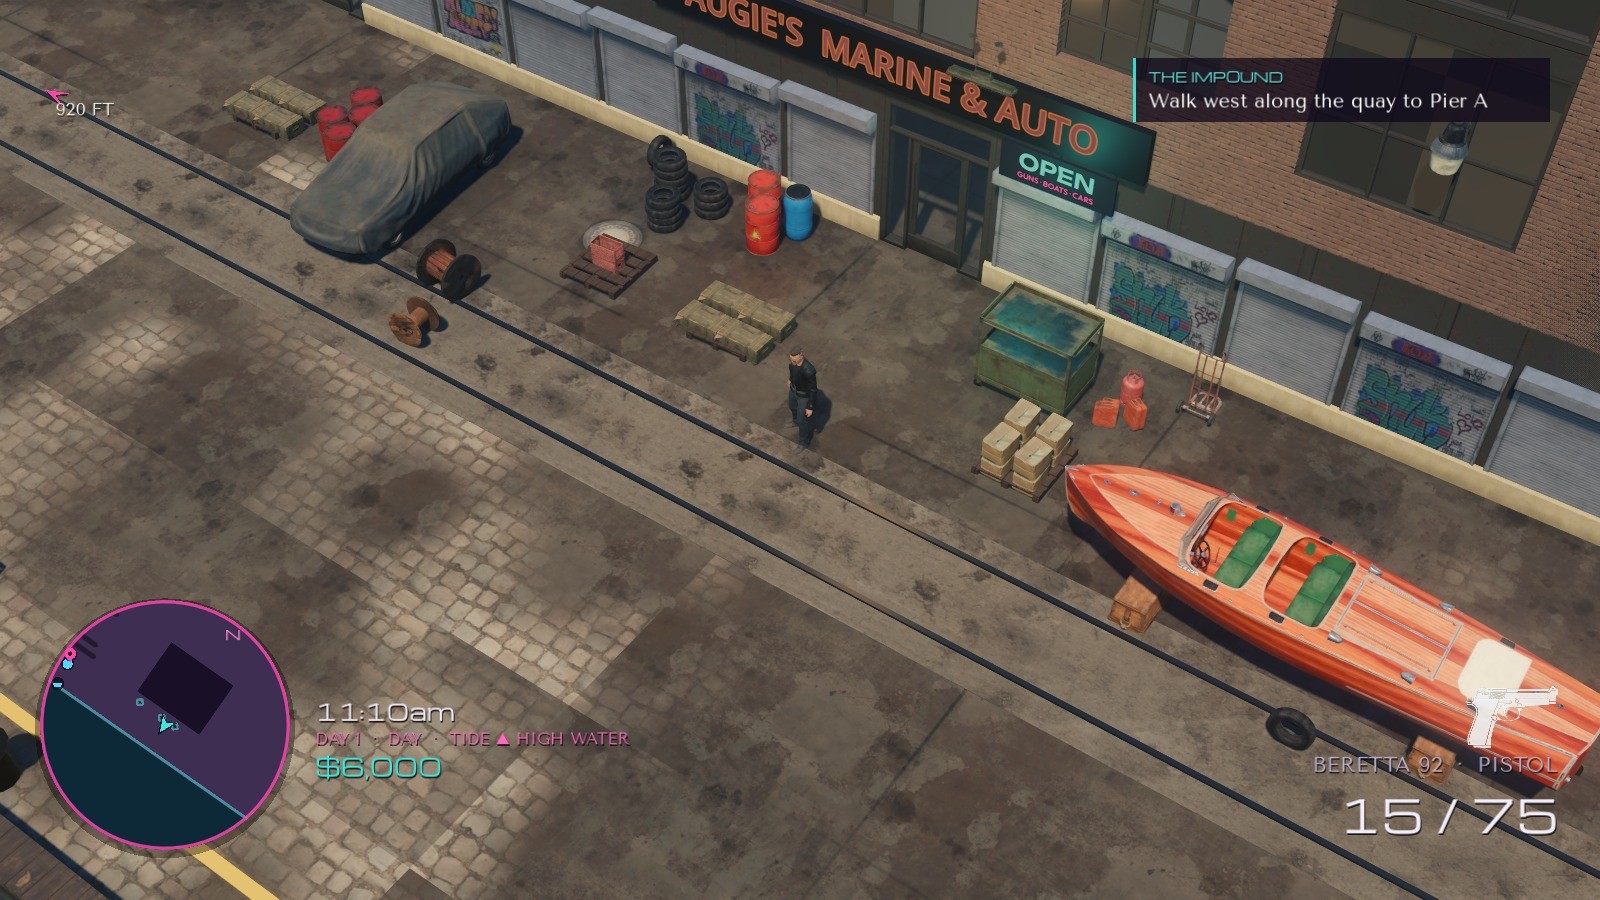 AUGIE'S MARINE & AUTO
THE IMPOUND
Walk west along the quay to Pier A
920 FT
OPEN
GUNS·BOATS·CARS
N
11:10am
DAY 1 · DAY · TIDE ▲ HIGH WATER
$6,000
BERETTA 92 · PISTOL
15 / 75